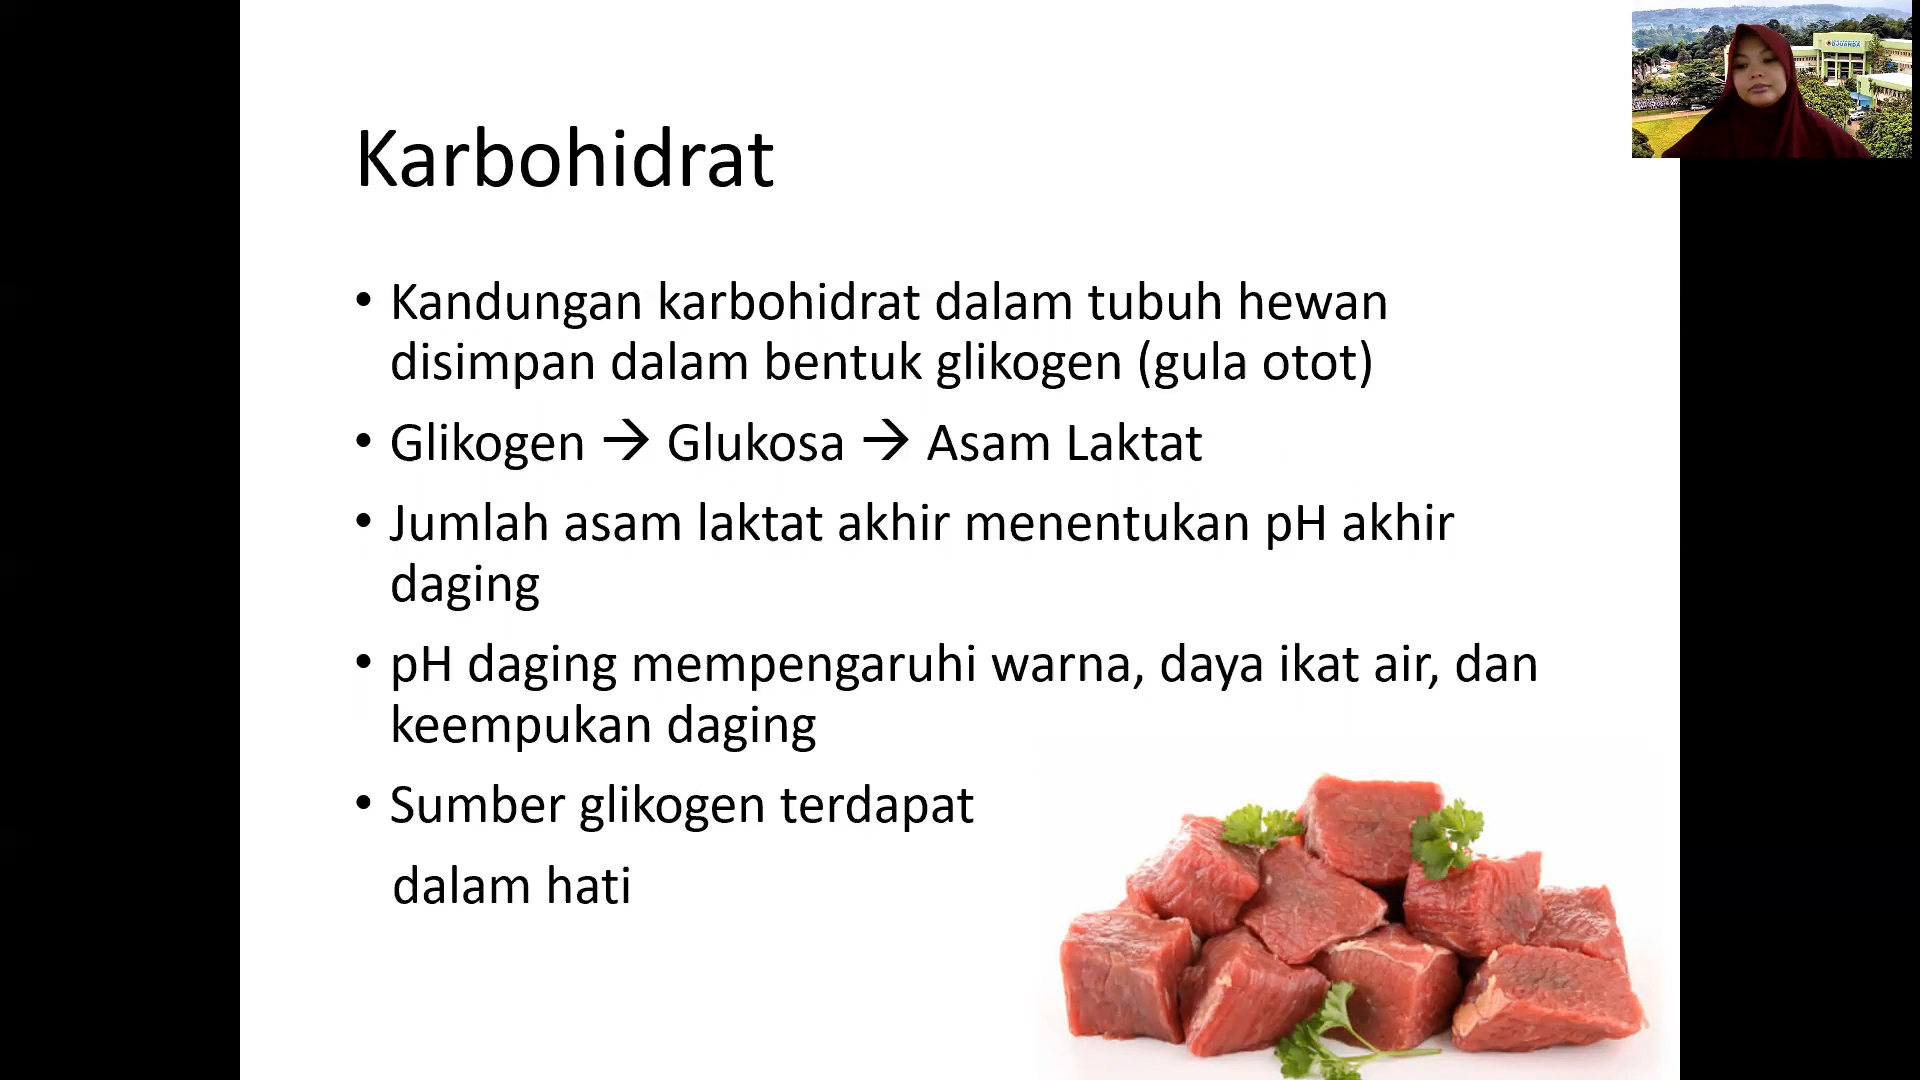 Karbohidrat
• Kandungan karbohidrat dalam tubuh hewan
disimpan dalam bentuk glikogen (gula otot)
• Glikogen → Glukosa → Asam Laktat
• Jumlah asam laktat akhir menentukan pH akhir
daging
• pH daging mempengaruhi warna, daya ikat air, dan
keempukan daging
• Sumber glikogen terdapat
dalam hati
DJUANDA